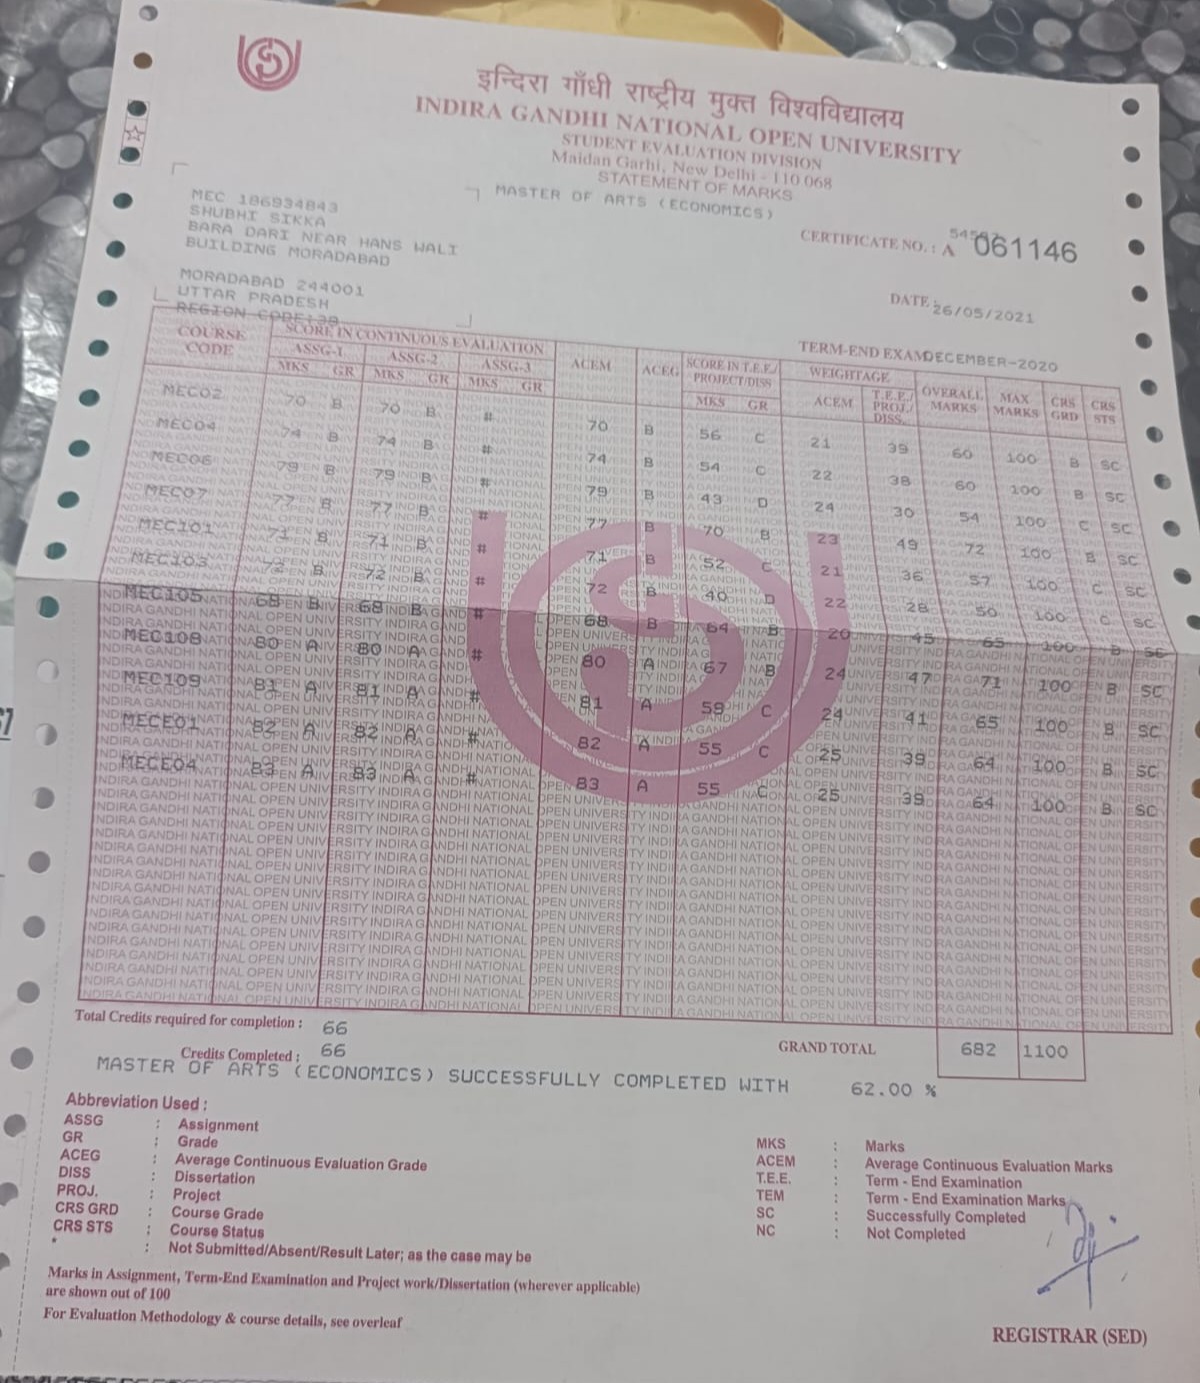 इन्दिरा गाँधी राष्ट्रीय मुक्त विश्वविद्यालय
INDIRA GANDHI NATIONAL OPEN UNIVERSITY
STUDENT EVALUATION DIVISION
Maidan Garhi, New Delhi - 110 068
STATEMENT OF MARKS
MASTER OF ARTS (ECONOMICS)
MEC 186934843
SHUBHI SIKKA
BARA DARI NEAR HANS WALI
BUILDING MORADABAD
MORADABAD 244001
UTTAR PRADESH
REGION CODE:39
CERTIFICATE NO. : A 061146
DATE : 26/05/2021
TERM-END EXAM DECEMBER-2020
COURSE CODE SCORE IN CONTINUOUS EVALUATION ACEM ACEG SCORE IN T.E.E./ PROJECT/DISS WEIGHTAGE OVERALL MARKS MAX MARKS CRS GRD CRS STS
ASSG-1 ASSG-2 ASSG-3
MKS GR MKS GR MKS GR MKS GR ACEM T.E.E./ PROJ./ DISS.
MEC02 70 B 70 B # 70 B 56 C 21 39 60 100 B SC
MEC04 74 B 74 B # 74 B 54 C 22 38 60 100 B SC
MEC06 79 B 79 B # 79 B 43 D 24 30 54 100 C SC
MEC07 77 B 77 B # 77 B 70 B 23 49 72 100 B SC
MEC101 71 B 71 B # 71 B 52 C 21 36 57 100 C SC
MEC103 72 B 72 B # 72 B 40 D 22 28 50 100 C SC
MEC105 68 B 68 B # 68 B 64 B 20 45 65 100 B SC
MEC108 80 A 80 A # 80 A 67 B 24 47 71 100 B SC
MEC109 81 A 81 A # 81 A 58 C 24 41 65 100 B SC
MECE01 82 A 82 A # 82 A 55 C 25 39 64 100 B SC
MECE04 83 A 83 A # 83 A 55 C 25 39 64 100 B SC
Total Credits required for completion : 66
Credits Completed : 66
GRAND TOTAL 682 1100
MASTER OF ARTS (ECONOMICS) SUCCESSFULLY COMPLETED WITH 62.00 %
Abbreviation Used :
ASSG : Assignment
GR : Grade
ACEG : Average Continuous Evaluation Grade
DISS : Dissertation
PROJ. : Project
CRS GRD : Course Grade
CRS STS : Course Status
* : Not Submitted/Absent/Result Later; as the case may be
MKS : Marks
ACEM : Average Continuous Evaluation Marks
T.E.E. : Term - End Examination
TEM : Term - End Examination Marks
SC : Successfully Completed
NC : Not Completed
Marks in Assignment, Term-End Examination and Project work/Dissertation (wherever applicable)
are shown out of 100
For Evaluation Methodology & course details, see overleaf
REGISTRAR (SED)